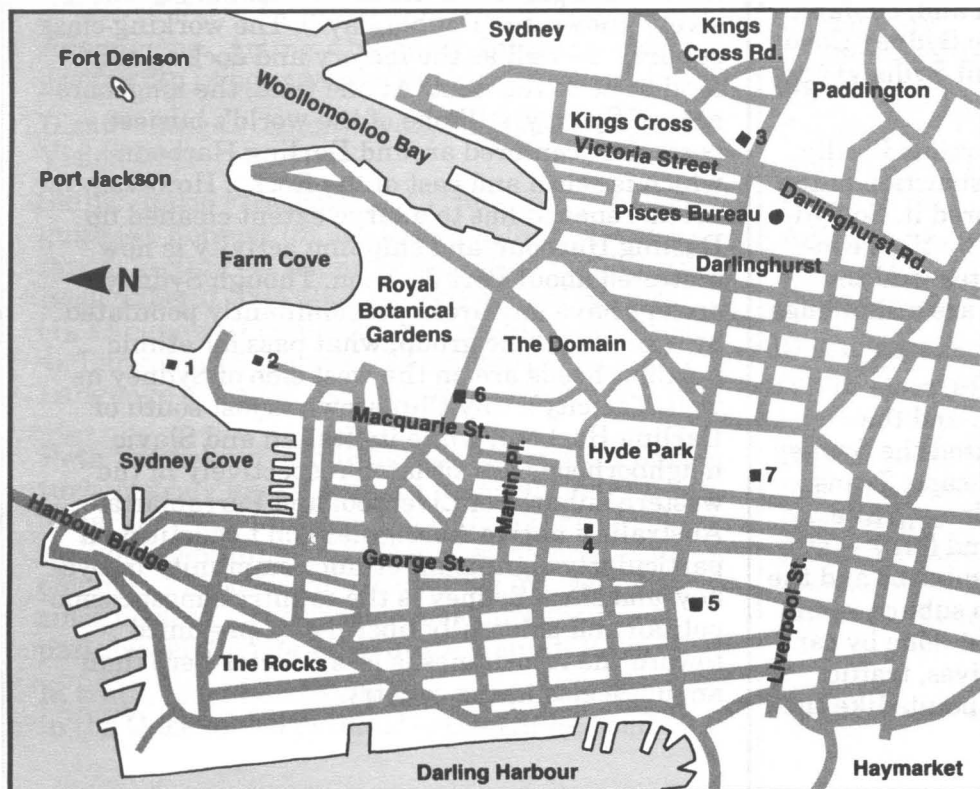 Sydney
Kings
Cross Rd.
Fort Denison
Woollomooloo Bay
Paddington
Kings Cross
3
Victoria Street
Port Jackson
Pisces Bureau
Darlinghurst Rd.
N
Farm Cove
Darlinghurst
Royal
Botanical
Gardens
The Domain
1
2
6
Macquarie St.
Hyde Park
Sydney Cove
Martin Pl.
7
Harbour Bridge
4
George St.
5
Liverpool St.
The Rocks
Darling Harbour
Haymarket